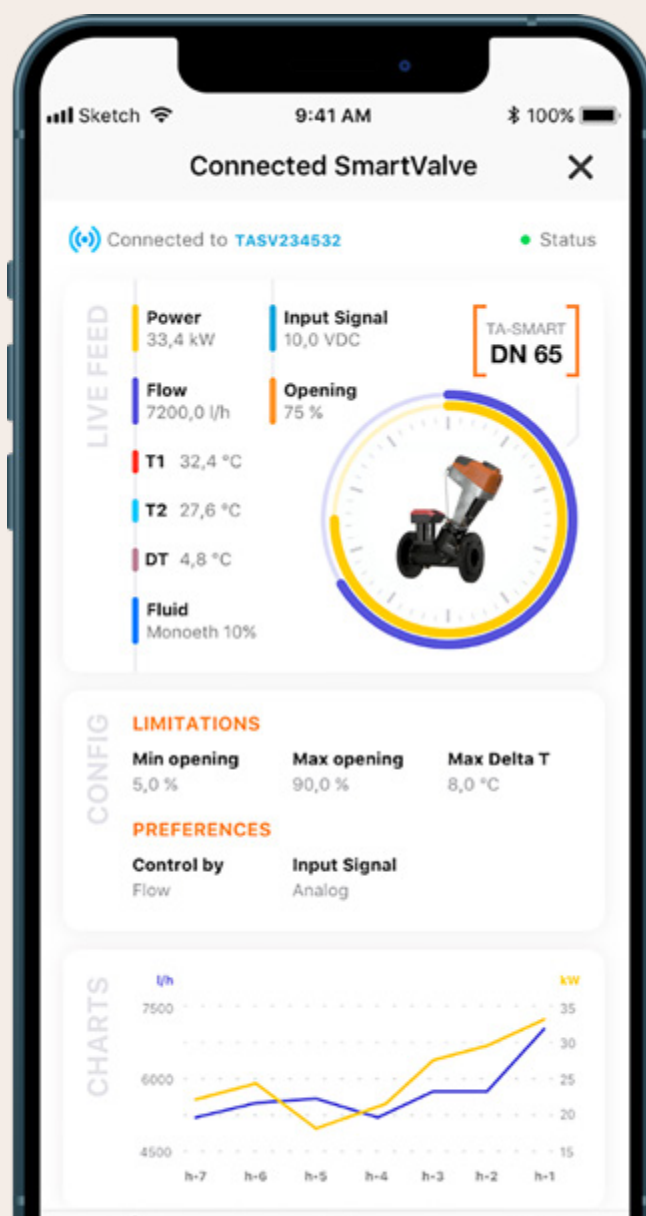 Sketch 9:41 AM 100%
Connected SmartValve
Connected to TASV234532 Status
LIVE FEED
Power Input Signal
33,4 kW 10,0 VDC
TA-SMART
DN 65
Flow Opening
7200,0 l/h 75 %
T1 32,4 °C
T2 27,6 °C
DT 4,8 °C
Fluid
Monoeth 10%
CONFIG
LIMITATIONS
Min opening Max opening Max Delta T
5,0 % 90,0 % 8,0 °C
PREFERENCES
Control by Input Signal
Flow Analog
CHARTS
l/h kW
7500 35
30
6000 25
20
4500 15
h-7 h-6 h-5 h-4 h-3 h-2 h-1